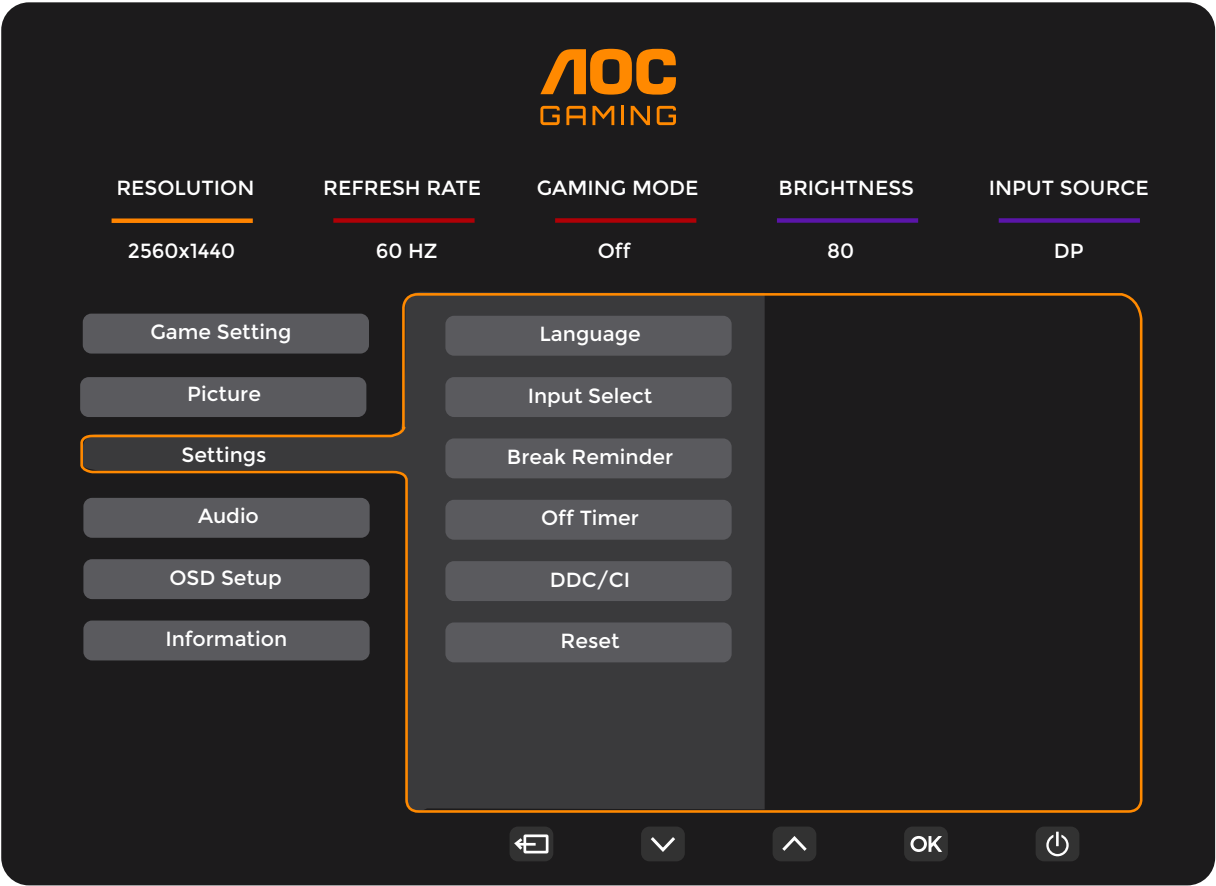 AOC
GAMING
RESOLUTION REFRESH RATE GAMING MODE BRIGHTNESS INPUT SOURCE
2560x1440 60 HZ Off 80 DP
Game Setting
Picture
Settings
Audio
OSD Setup
Information
Language
Input Select
Break Reminder
Off Timer
DDC/CI
Reset
OK